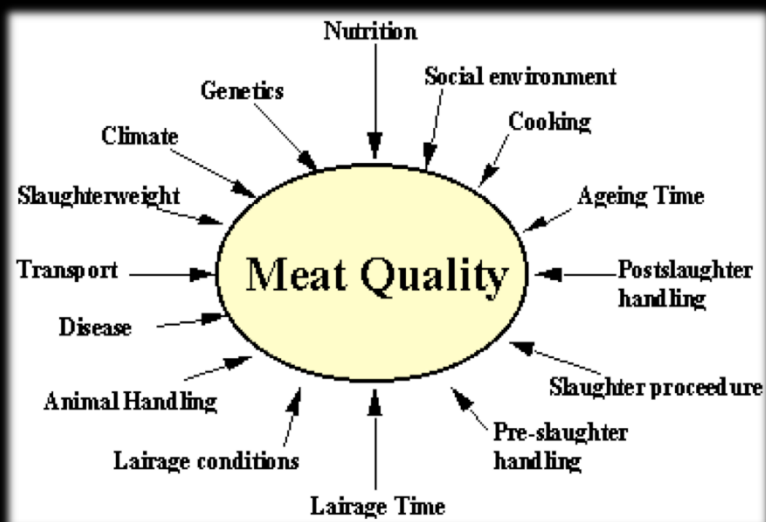 Nutrition
Social environment
Genetics
Cooking
Climate
Slaughterweight
Ageing Time
Meat Quality
Transport
Postslaughter
handling
Disease
Slaughter proceedure
Animal Handling
Pre-slaughter
handling
Lairage conditions
Lairage Time